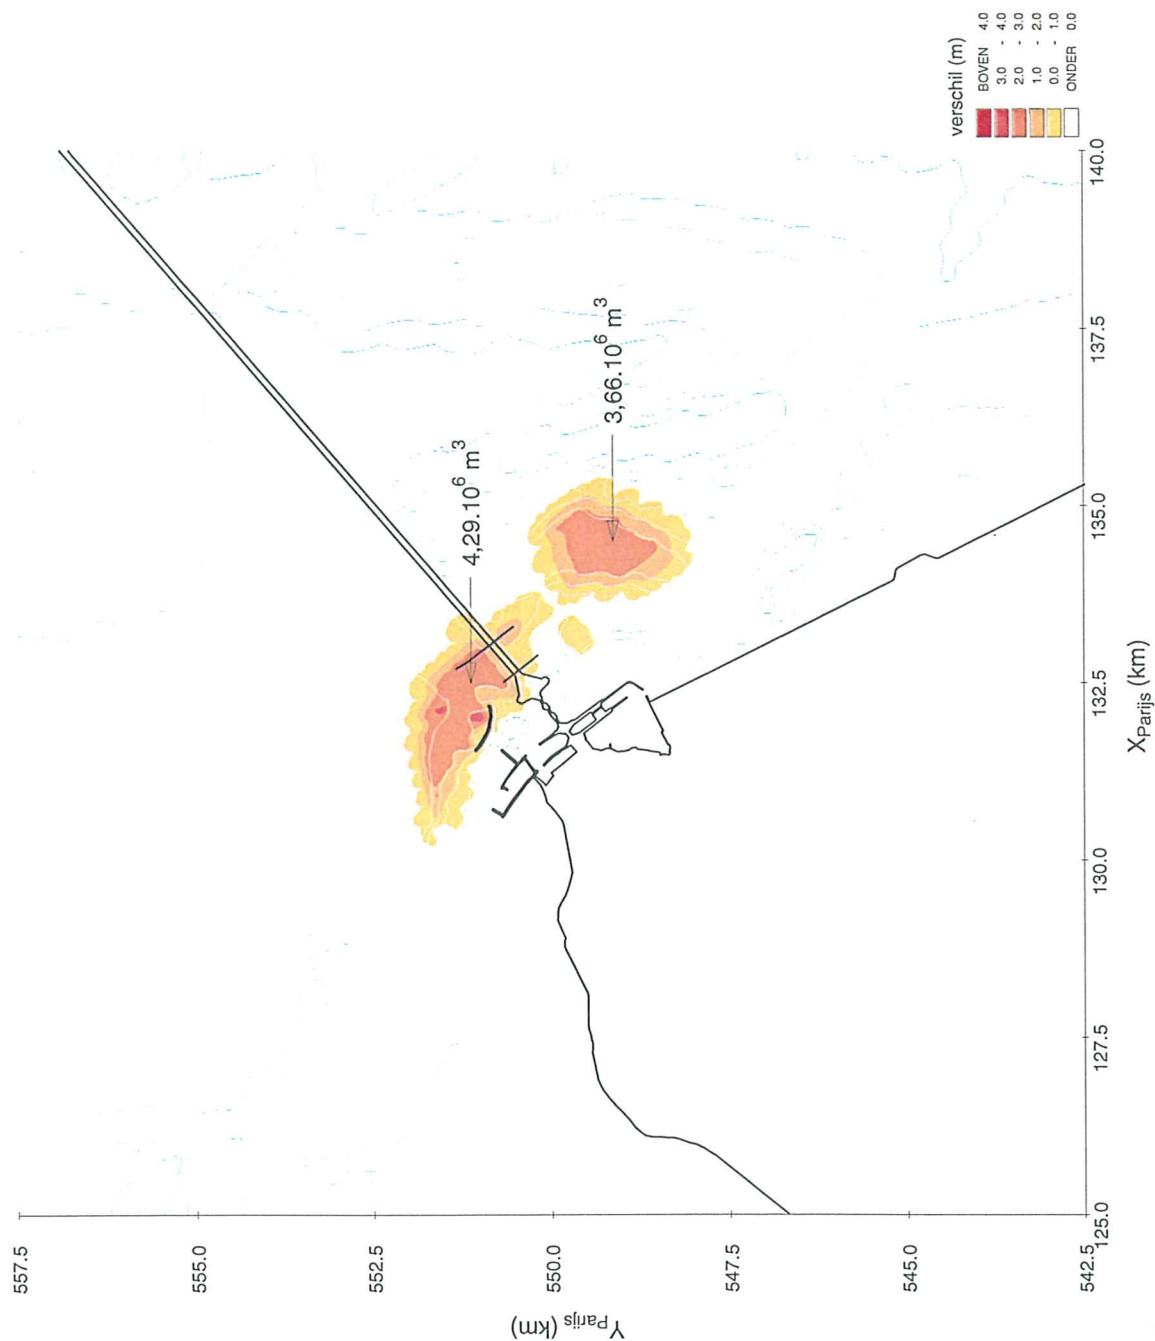 557.5
555.0
552.5
550.0
547.5
545.0
542.5
Y_Parijs (km)
125.0
127.5
130.0
132.5
135.0
137.5
140.0
X_Parijs (km)
4,29.10⁶ m³
3,66.10⁶ m³
verschil (m)
BOVEN 4.0
3.0 - 4.0
2.0 - 3.0
1.0 - 2.0
0.0 - 1.0
ONDER 0.0